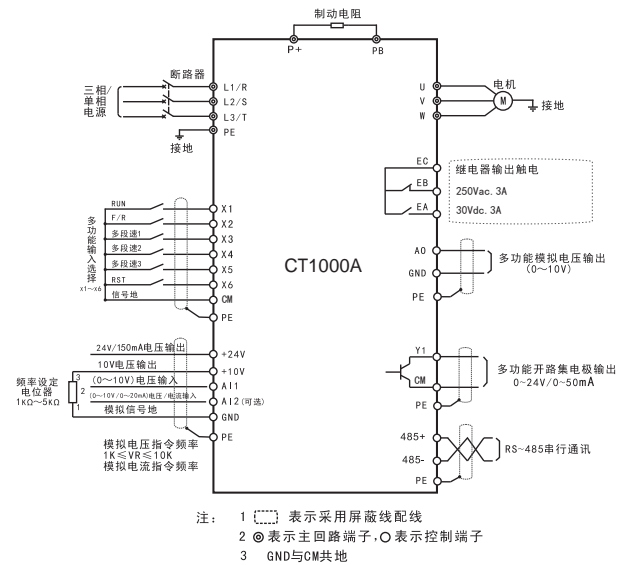 制动电阻
P+
PB
断路器
三相/
单相
电源
L1/R
L2/S
L3/T
PE
接地
U
V
W
电机
M
接地
EC
EB
EA
继电器输出触电
250Vac.3A
30Vdc.3A
多功能输入选择
X1~X6
RUN
F/R
多段速1
多段速2
多段速3
RST
信号地
X1
X2
X3
X4
X5
X6
CM
PE
CT1000A
AO
GND
PE
多功能模拟电压输出
(0~10V)
24V/150mA电压输出
10V电压输出
(0~10V)电压输入
(0~10V/0~20mA)电压/电流输入
模拟信号地
+24V
+10V
AI1
AI2(可选)
GND
PE
频率设定
电位器
1KΩ~5KΩ
3
2
1
模拟电压指令频率
1K≤VR≤10K
模拟电流指令频率
Y1
CM
PE
多功能开路集电极输出
0~24V/0~50mA
485+
485-
PE
RS-485串行通讯
注: 1 表示采用屏蔽线配线
2 表示主回路端子,表示控制端子
3 GND与CM共地